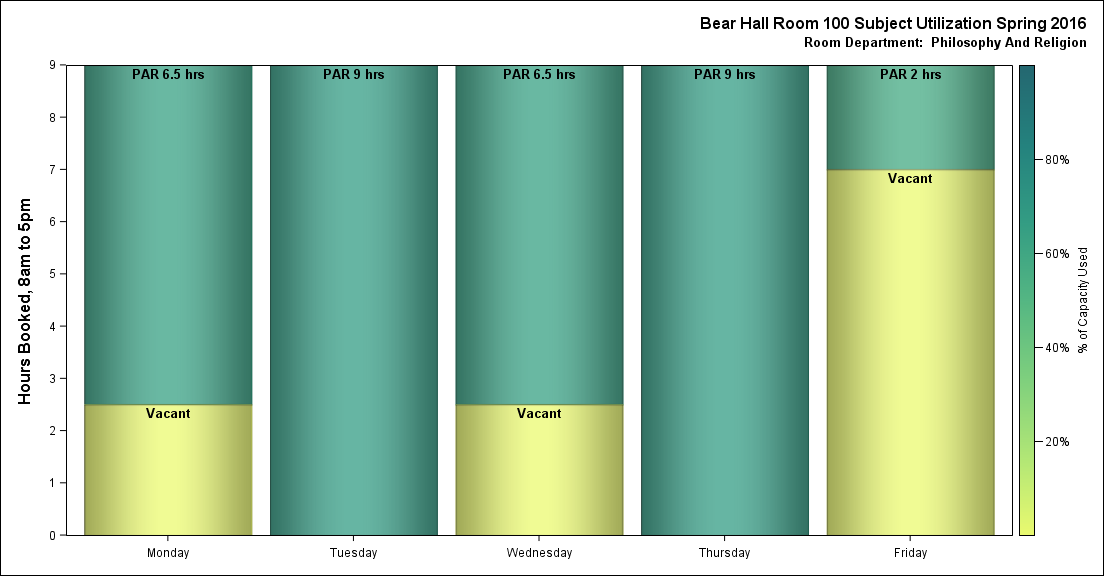 Bear Hall Room 100 Subject Utilization Spring 2016
Room Department:  Philosophy And Religion
Hours Booked, 8am to 5pm
9
8
7
6
5
4
3
2
1
0
PAR 6.5 hrs
Vacant
PAR 9 hrs
PAR 6.5 hrs
Vacant
PAR 9 hrs
PAR 2 hrs
Vacant
Monday
Tuesday
Wednesday
Thursday
Friday
80%
60%
40%
20%
% of Capacity Used